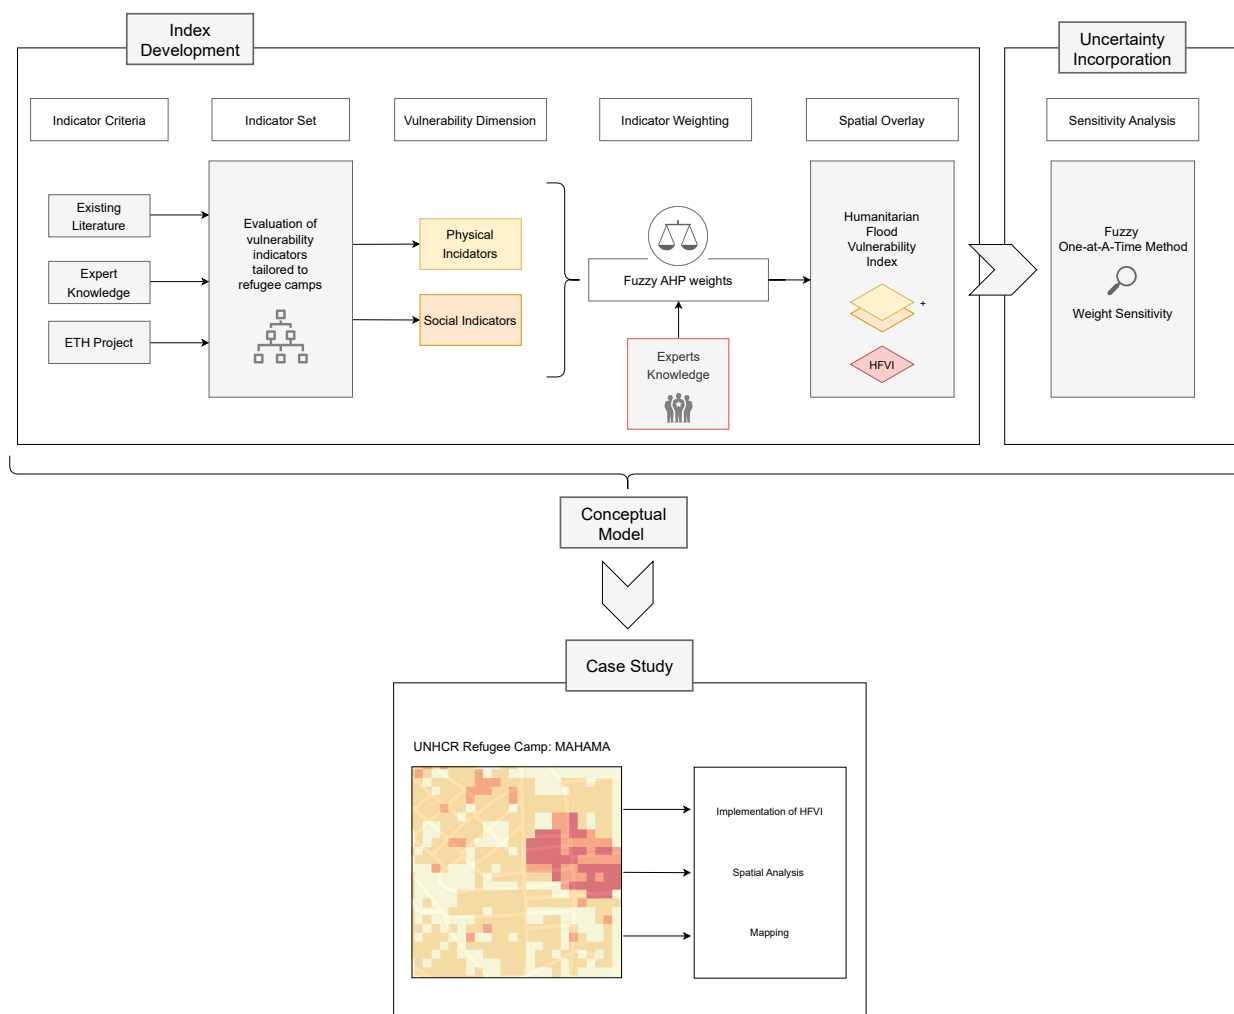 Index
Development
Uncertainty
Incorporation
Indicator Criteria
Indicator Set
Vulnerability Dimension
Indicator Weighting
Spatial Overlay
Sensitivity Analysis
Existing
Literature
Expert
Knowledge
ETH Project
Evaluation of
vulnerability
indicators
tailored to
refugee camps
Physical
Incidators
Social Indicators
Fuzzy AHP weights
Experts
Knowledge
Humanitarian
Flood
Vulnerability
Index
+
HFVI
Fuzzy
One-at-A-Time Method
Weight Sensitivity
Conceptual
Model
Case Study
UNHCR Refugee Camp: MAHAMA
Implementation of HFVI
Spatial Analysis
Mapping